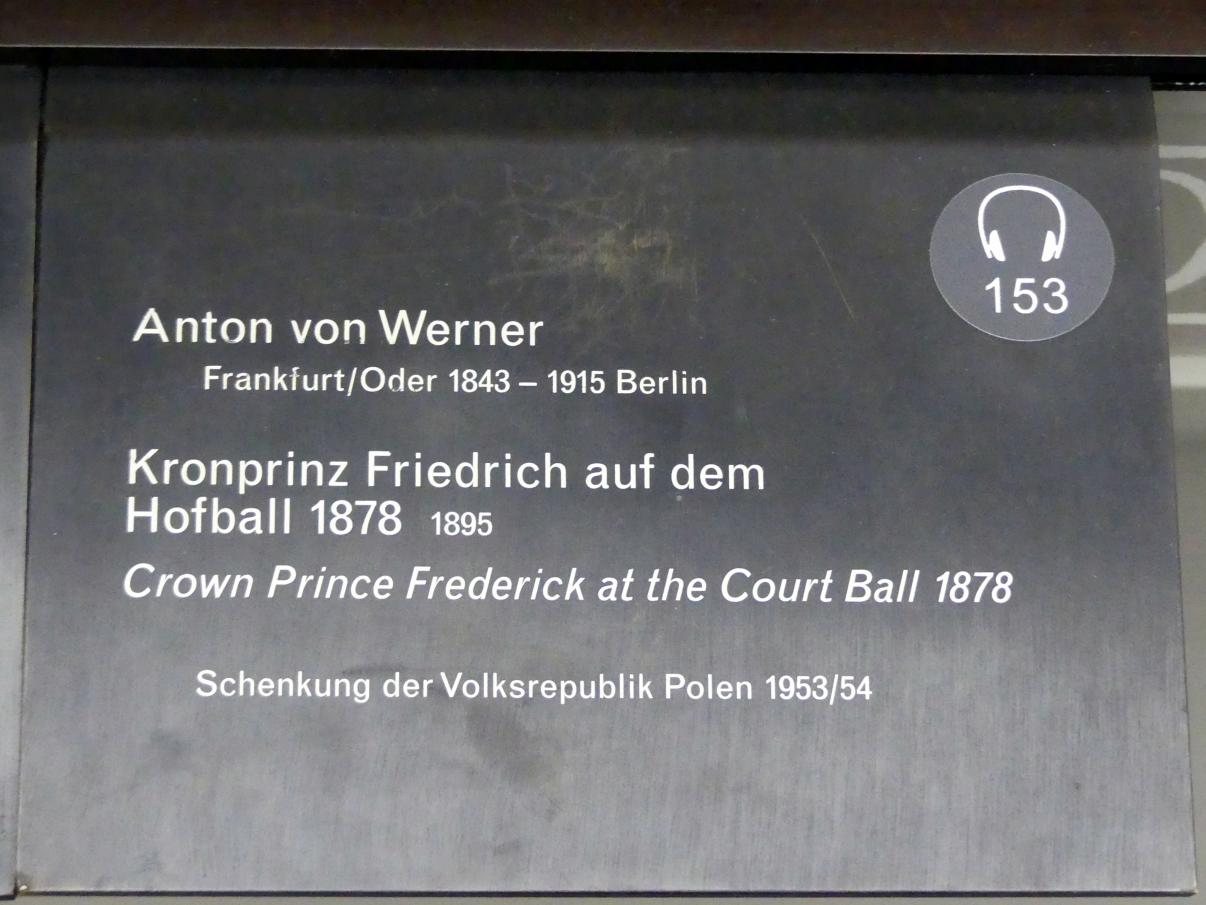 153
Anton von Werner
Frankfurt/Oder 1843 – 1915 Berlin
Kronprinz Friedrich auf dem
Hofball 1878 1895
Crown Prince Frederick at the Court Ball 1878
Schenkung der Volksrepublik Polen 1953/54